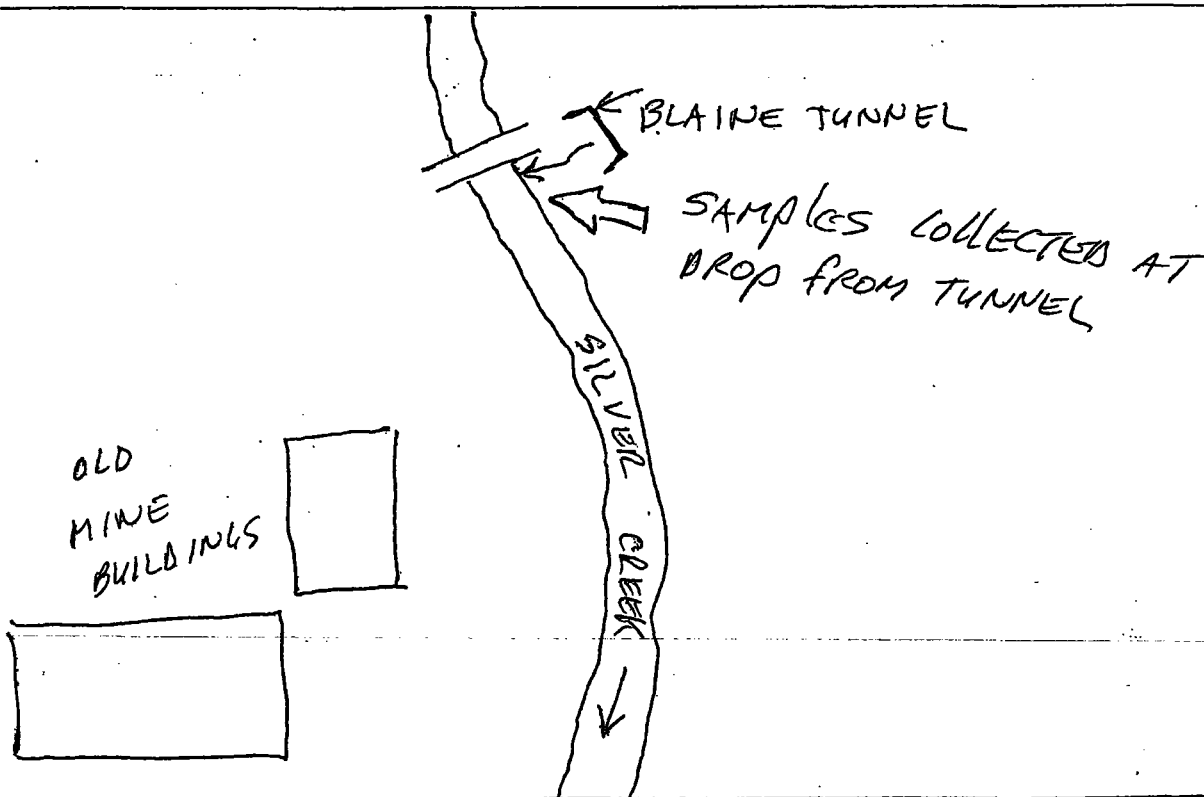 BLAINE TUNNEL
SAMPLES COLLECTED AT
DROP FROM TUNNEL
SILVER CREEK
OLD
MINE
BUILDINGS